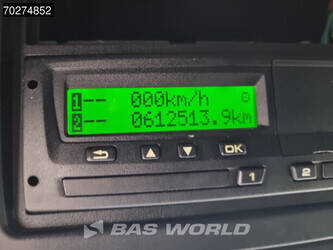 70274852
1-- 000km/h
2-- 0612513.9km
OK
1
2
BAS WORLD